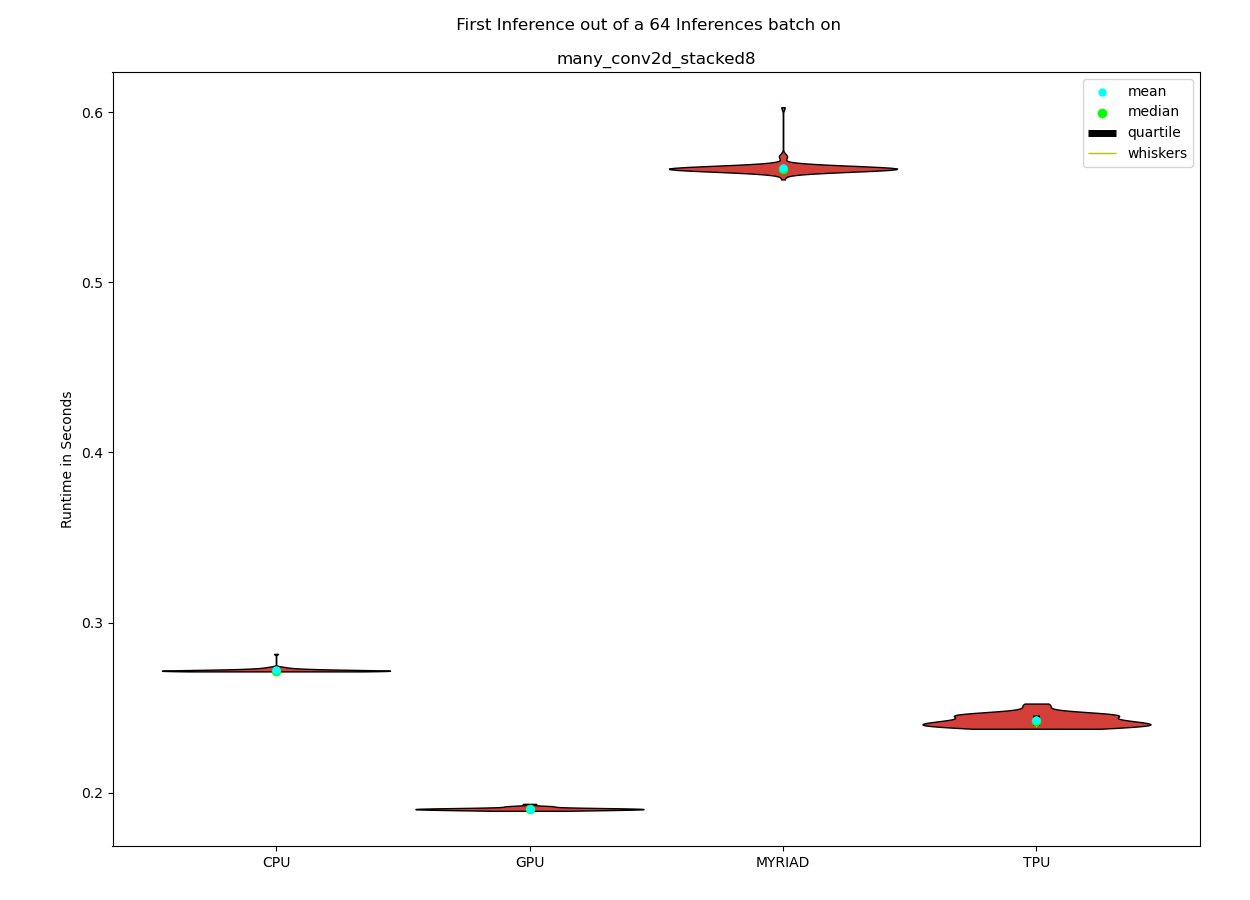 First Inference out of a 64 Inferences batch on
many_conv2d_stacked8
mean
median
quartile
whiskers
0.6
0.5
0.4
0.3
0.2
Runtime in Seconds
CPU GPU MYRIAD TPU